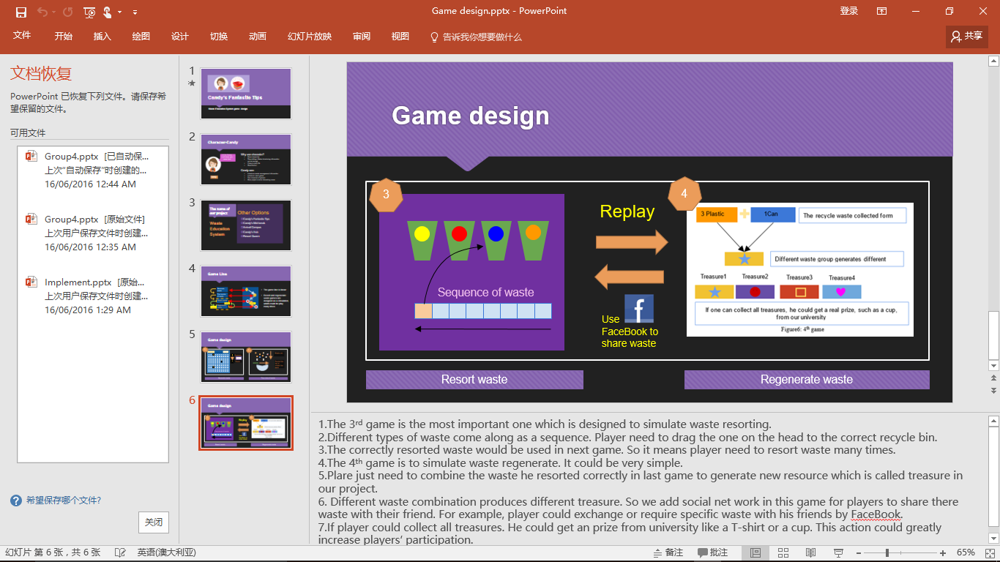 Game design.pptx - PowerPoint
登录
文件
开始
插入
绘图
设计
切换
动画
幻灯片放映
审阅
视图
告诉我你想要做什么
共享
文档恢复
PowerPoint 已恢复下列文件。请保存希
望保留的文件。
可用文件
Group4.pptx [已自动保...
上次“自动保存”时创建的...
16/06/2016 12:44 AM
Group4.pptx [原始文件]
上次用户保存文件时创建...
16/06/2016 12:35 AM
Implement.pptx [原始...
上次用户保存文件时创建...
16/06/2016 1:29 AM
希望保存哪个文件?
关闭
1
Candy's Fantastic Tips
2
Character-Candy
3
The name of
our project
Waste
Education
System
Other Options
4
Game Line
5
Game design
6
Game design
Game design
3
Sequence of waste
Replay
Use
FaceBook to
share waste
4
3 Plastic
1Can
The recycle waste collected form
Different waste group generates different
Treasure1
Treasure2
Treasure3
Treasure4
If one can collect all treasures, he could get a real prize, such as a cup,
from our university
Figure6: 4th game
Resort waste
Regenerate waste
1.The 3rd game is the most important one which is designed to simulate waste resorting.
2.Different types of waste come along as a sequence. Player need to drag the one on the head to the correct recycle bin.
3.The correctly resorted waste would be used in next game. So it means player need to resort waste many times.
4.The 4th game is to simulate waste regenerate. It could be very simple.
5.Plare just need to combine the waste he resorted correctly in last game to generate new resource which is called treasure in
our project.
6. Different waste combination produces different treasure. So we add social net work in this game for players to share there
waste with their friend. For example, player could exchange or require specific waste with his friends by FaceBook.
7.If player could collect all treasures. He could get an prize from university like a T-shirt or a cup. This action could greatly
increase players’ participation.
幻灯片 第 6 张，共 6 张
英语(澳大利亚)
备注
批注
65%